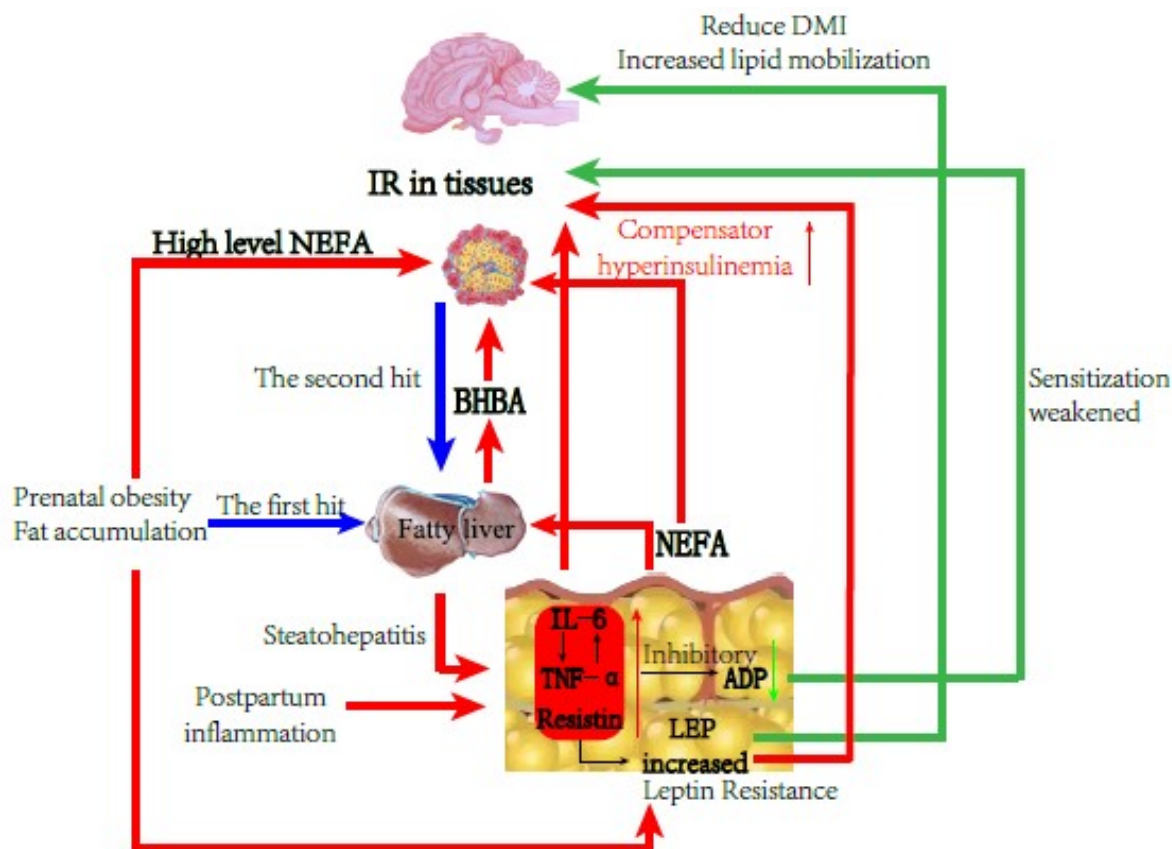 Reduce DMI
Increased lipid mobilization
IR in tissues
High level NEFA
Compensator
hyperinsulinemia
The second hit
BHBA
Sensitization
weakened
Prenatal obesity
Fat accumulation
The first hit
Fatty liver
NEFA
Steatohepatitis
IL-6
Inhibitory
TNF-α
ADP
Postpartum
inflammation
Resistin
LEP
increased
Leptin Resistance